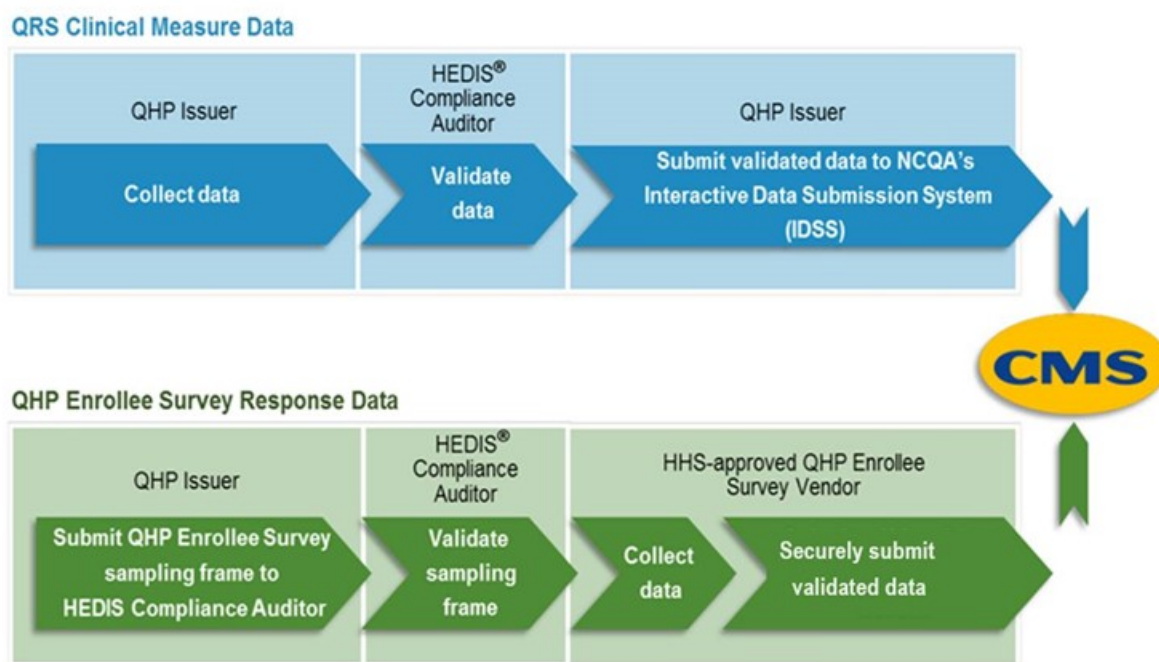 QRS Clinical Measure Data
QHP Issuer
Collect data
HEDIS®
Compliance
Auditor
Validate
data
QHP Issuer
Submit validated data to NCQA's
Interactive Data Submission System
(IDSS)
CMS
QHP Enrollee Survey Response Data
QHP Issuer
Submit QHP Enrollee Survey
sampling frame to
HEDIS Compliance Auditor
HEDIS®
Compliance
Auditor
Validate
sampling
frame
HHS-approved QHP Enrollee
Survey Vendor
Collect
data
Securely submit
validated data